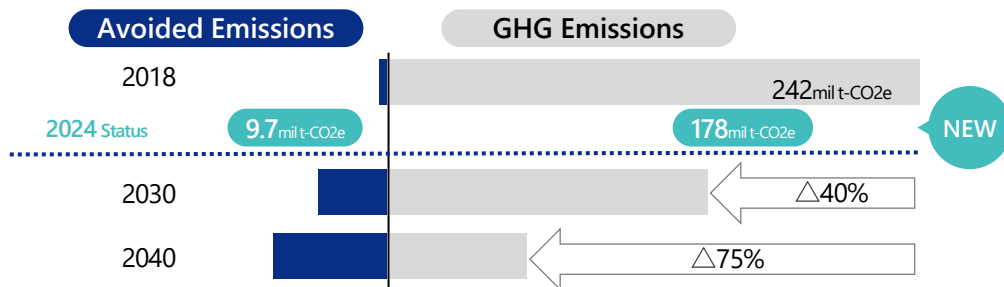 Avoided Emissions GHG Emissions
2018
242mil t-CO2e
2024 Status 9.7mil t-CO2e 178mil t-CO2e NEW
2030 △40%
2040 △75%